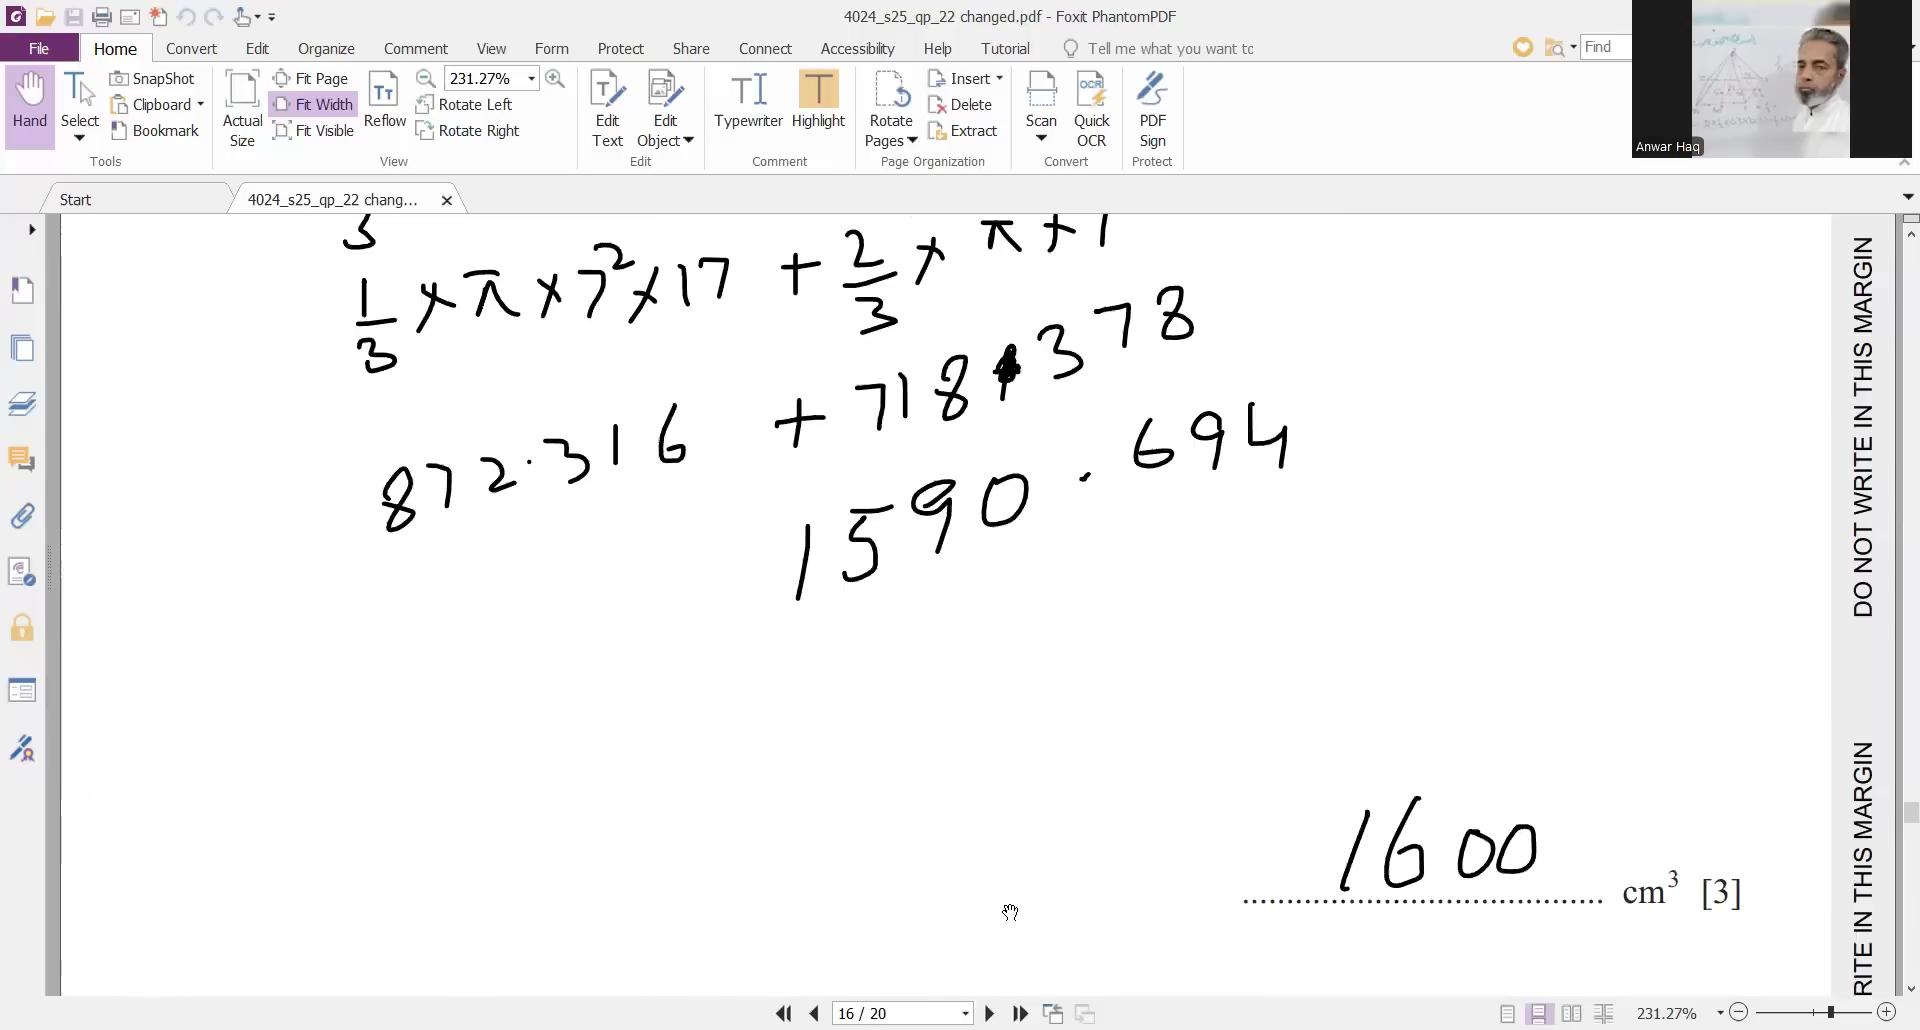 4024_s25_qp_22 changed.pdf - Foxit PhantomPDF
File Home Convert Edit Organize Comment View Form Protect Share Connect Accessibility Help Tutorial Tell me what you want to Find
Hand
Select
SnapShot
Clipboard
Bookmark
Tools
Actual Size
Fit Page
Fit Width
Fit Visible
Reflow
231.27%
Rotate Left
Rotate Right
View
Edit Text
Edit Object
Edit
Typewriter
Highlight
Comment
Rotate Pages
Insert
Delete
Extract
Page Organization
Scan
Quick OCR
Convert
PDF Sign
Protect
Anwar Haq
Start
4024_s25_qp_22 chang...
3
1/3 × π × 7² × 17 + 2/3 × π × 7
872.316 + 718.378
1590.694
1600
cm³ [3]
DO NOT WRITE IN THIS MARGIN
RITE IN THIS MARGIN
16 / 20
231.27%